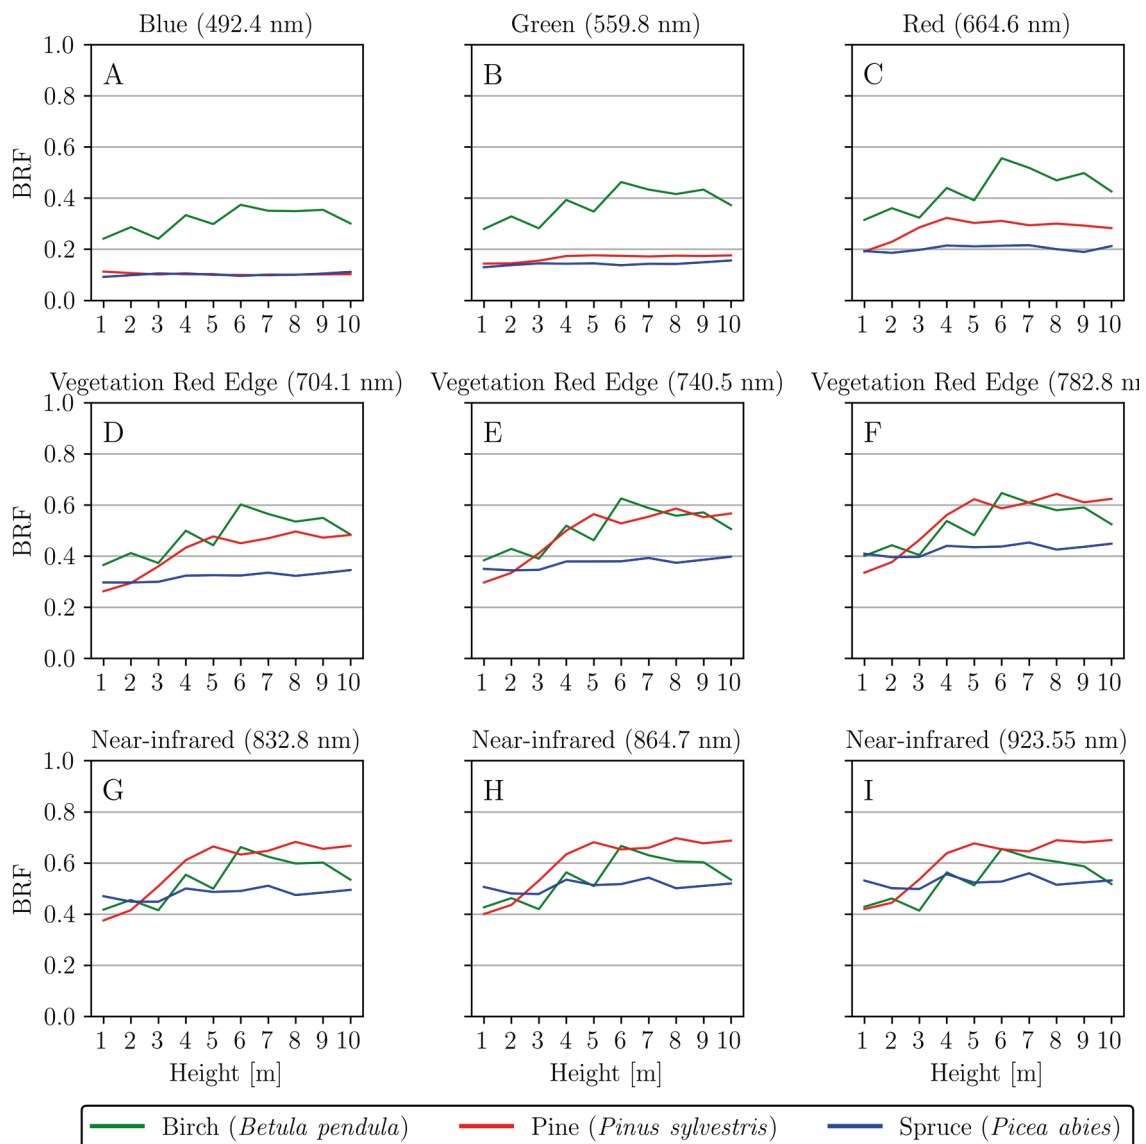 Blue (492.4 nm) Green (559.8 nm) Red (664.6 nm)
1.0
A B C
0.8
0.6
BRF
0.4
0.2
0.0
1 2 3 4 5 6 7 8 9 10 1 2 3 4 5 6 7 8 9 10 1 2 3 4 5 6 7 8 9 10
Vegetation Red Edge (704.1 nm) Vegetation Red Edge (740.5 nm) Vegetation Red Edge (782.8 n
1.0
D E F
0.8
0.6
BRF
0.4
0.2
0.0
1 2 3 4 5 6 7 8 9 10 1 2 3 4 5 6 7 8 9 10 1 2 3 4 5 6 7 8 9 10
Near-infrared (832.8 nm) Near-infrared (864.7 nm) Near-infrared (923.55 nm)
1.0
G H I
0.8
0.6
BRF
0.4
0.2
0.0
1 2 3 4 5 6 7 8 9 10 1 2 3 4 5 6 7 8 9 10 1 2 3 4 5 6 7 8 9 10
Height [m] Height [m] Height [m]
Birch (Betula pendula) Pine (Pinus sylvestris) Spruce (Picea abies)